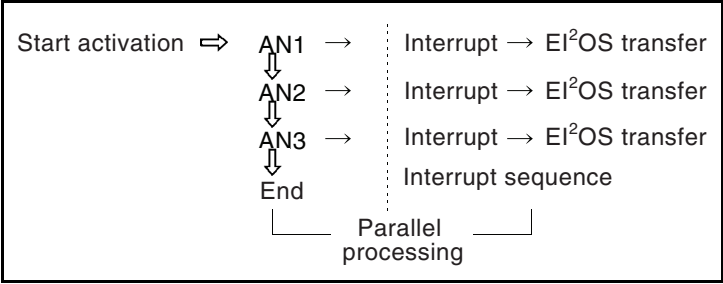 Start activation ⇨ AN1 → Interrupt → EI²OS transfer
AN2 → Interrupt → EI²OS transfer
AN3 → Interrupt → EI²OS transfer
End Interrupt sequence
Parallel
processing